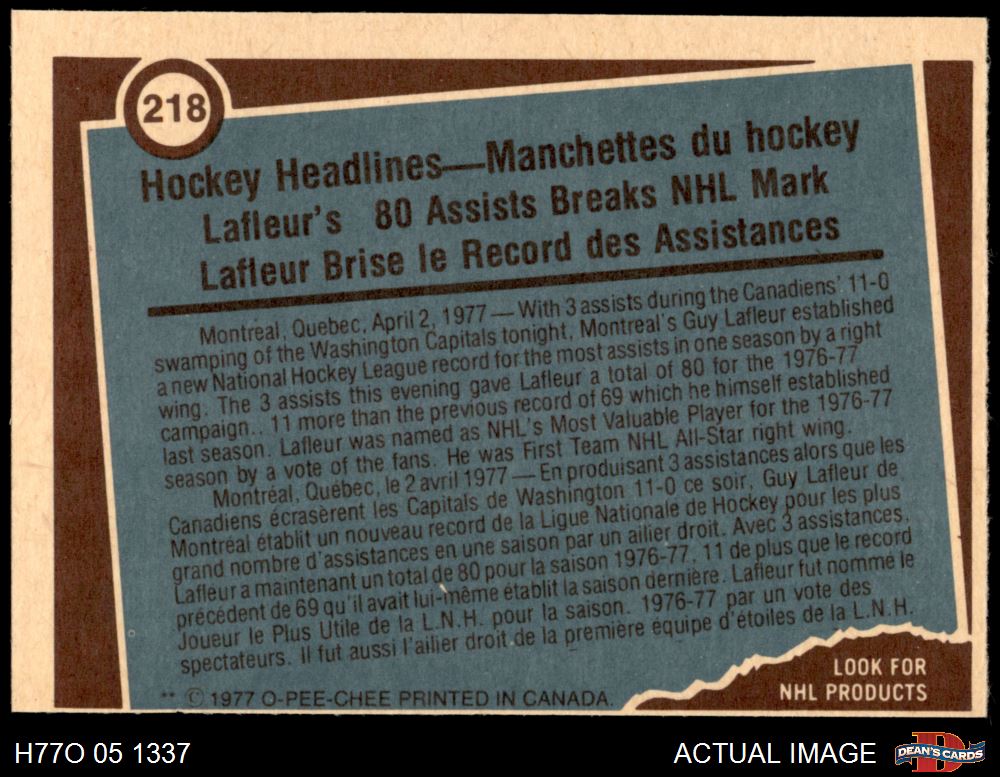 218
Hockey Headlines—Manchettes du hockey
Lafleur's 80 Assists Breaks NHL Mark
Lafleur Brise le Record des Assistances
Montreal, Quebec, April 2, 1977—With 3 assists during the Canadiens' 11-0
swamping of the Washington Capitals tonight, Montreal's Guy Lafleur established
a new National Hockey League record for the most assists in one season by a right
wing. The 3 assists this evening gave Lafleur a total of 80 for the 1976-77
campaign.. 11 more than the previous record of 69 which he himself established
last season. Lafleur was named as NHL's Most Valuable Player for the 1976-77
season by a vote of the fans. He was First Team NHL All-Star right wing.
Montréal, Québec, le 2 avril 1977—En produisant 3 assistances alors que les
Canadiens écrasèrent les Capitals de Washington 11-0 ce soir, Guy Lafleur de
Montréal établit un nouveau record de la Ligue Nationale de Hockey pour les plus
grand nombre d'assistances en une saison par un ailier droit. Avec 3 assistances,
Lafleur a maintenant un total de 80 pour la saison 1976-77, 11 de plus que le record
précédent de 69 qu'il avait lui-même établit la saison dernière. Lafleur fut nommé le
Joueur le Plus Utile de la L.N.H. pour la saison. 1976-77 par un vote des
spectateurs. Il fut aussi l'ailier droit de la première équipe d'étoiles de la L.N.H.
** © 1977 O-PEE-CHEE PRINTED IN CANADA.
LOOK FOR
NHL PRODUCTS
H77O 05 1337
ACTUAL IMAGE
D
DEAN'S CARDS